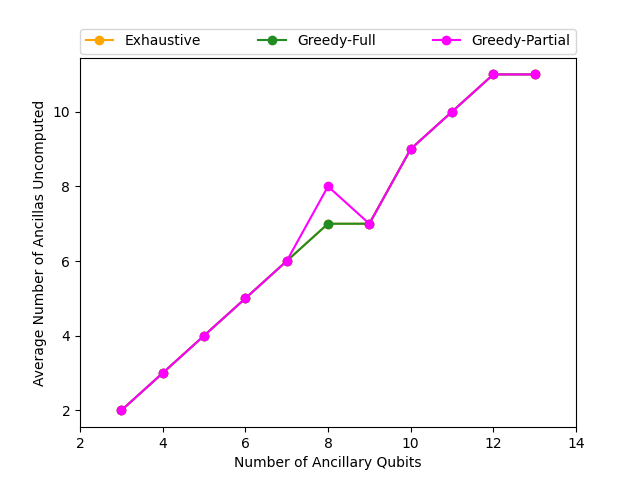 Exhaustive Greedy-Full Greedy-Partial
Average Number of Ancillas Uncomputed
10
8
6
4
2
2 4 6 8 10 12 14
Number of Ancillary Qubits